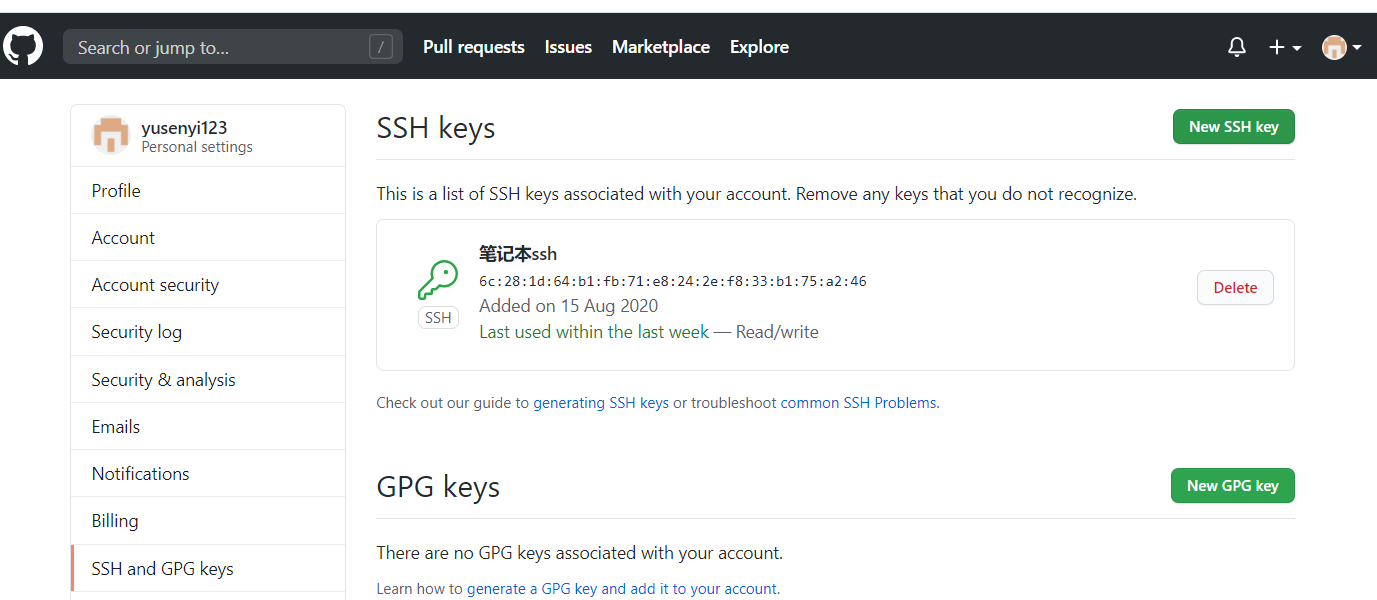 Search or jump to... /
Pull requests Issues Marketplace Explore
yusenyi123
Personal settings
Profile
Account
Account security
Security log
Security & analysis
Emails
Notifications
Billing
SSH and GPG keys
SSH keys
New SSH key
This is a list of SSH keys associated with your account. Remove any keys that you do not recognize.
笔记本ssh
6c:28:1d:64:b1:fb:71:e8:24:2e:f8:33:b1:75:a2:46
Added on 15 Aug 2020
Last used within the last week — Read/write
SSH
Delete
Check out our guide to generating SSH keys or troubleshoot common SSH Problems.
GPG keys
New GPG key
There are no GPG keys associated with your account.
Learn how to generate a GPG key and add it to your account.